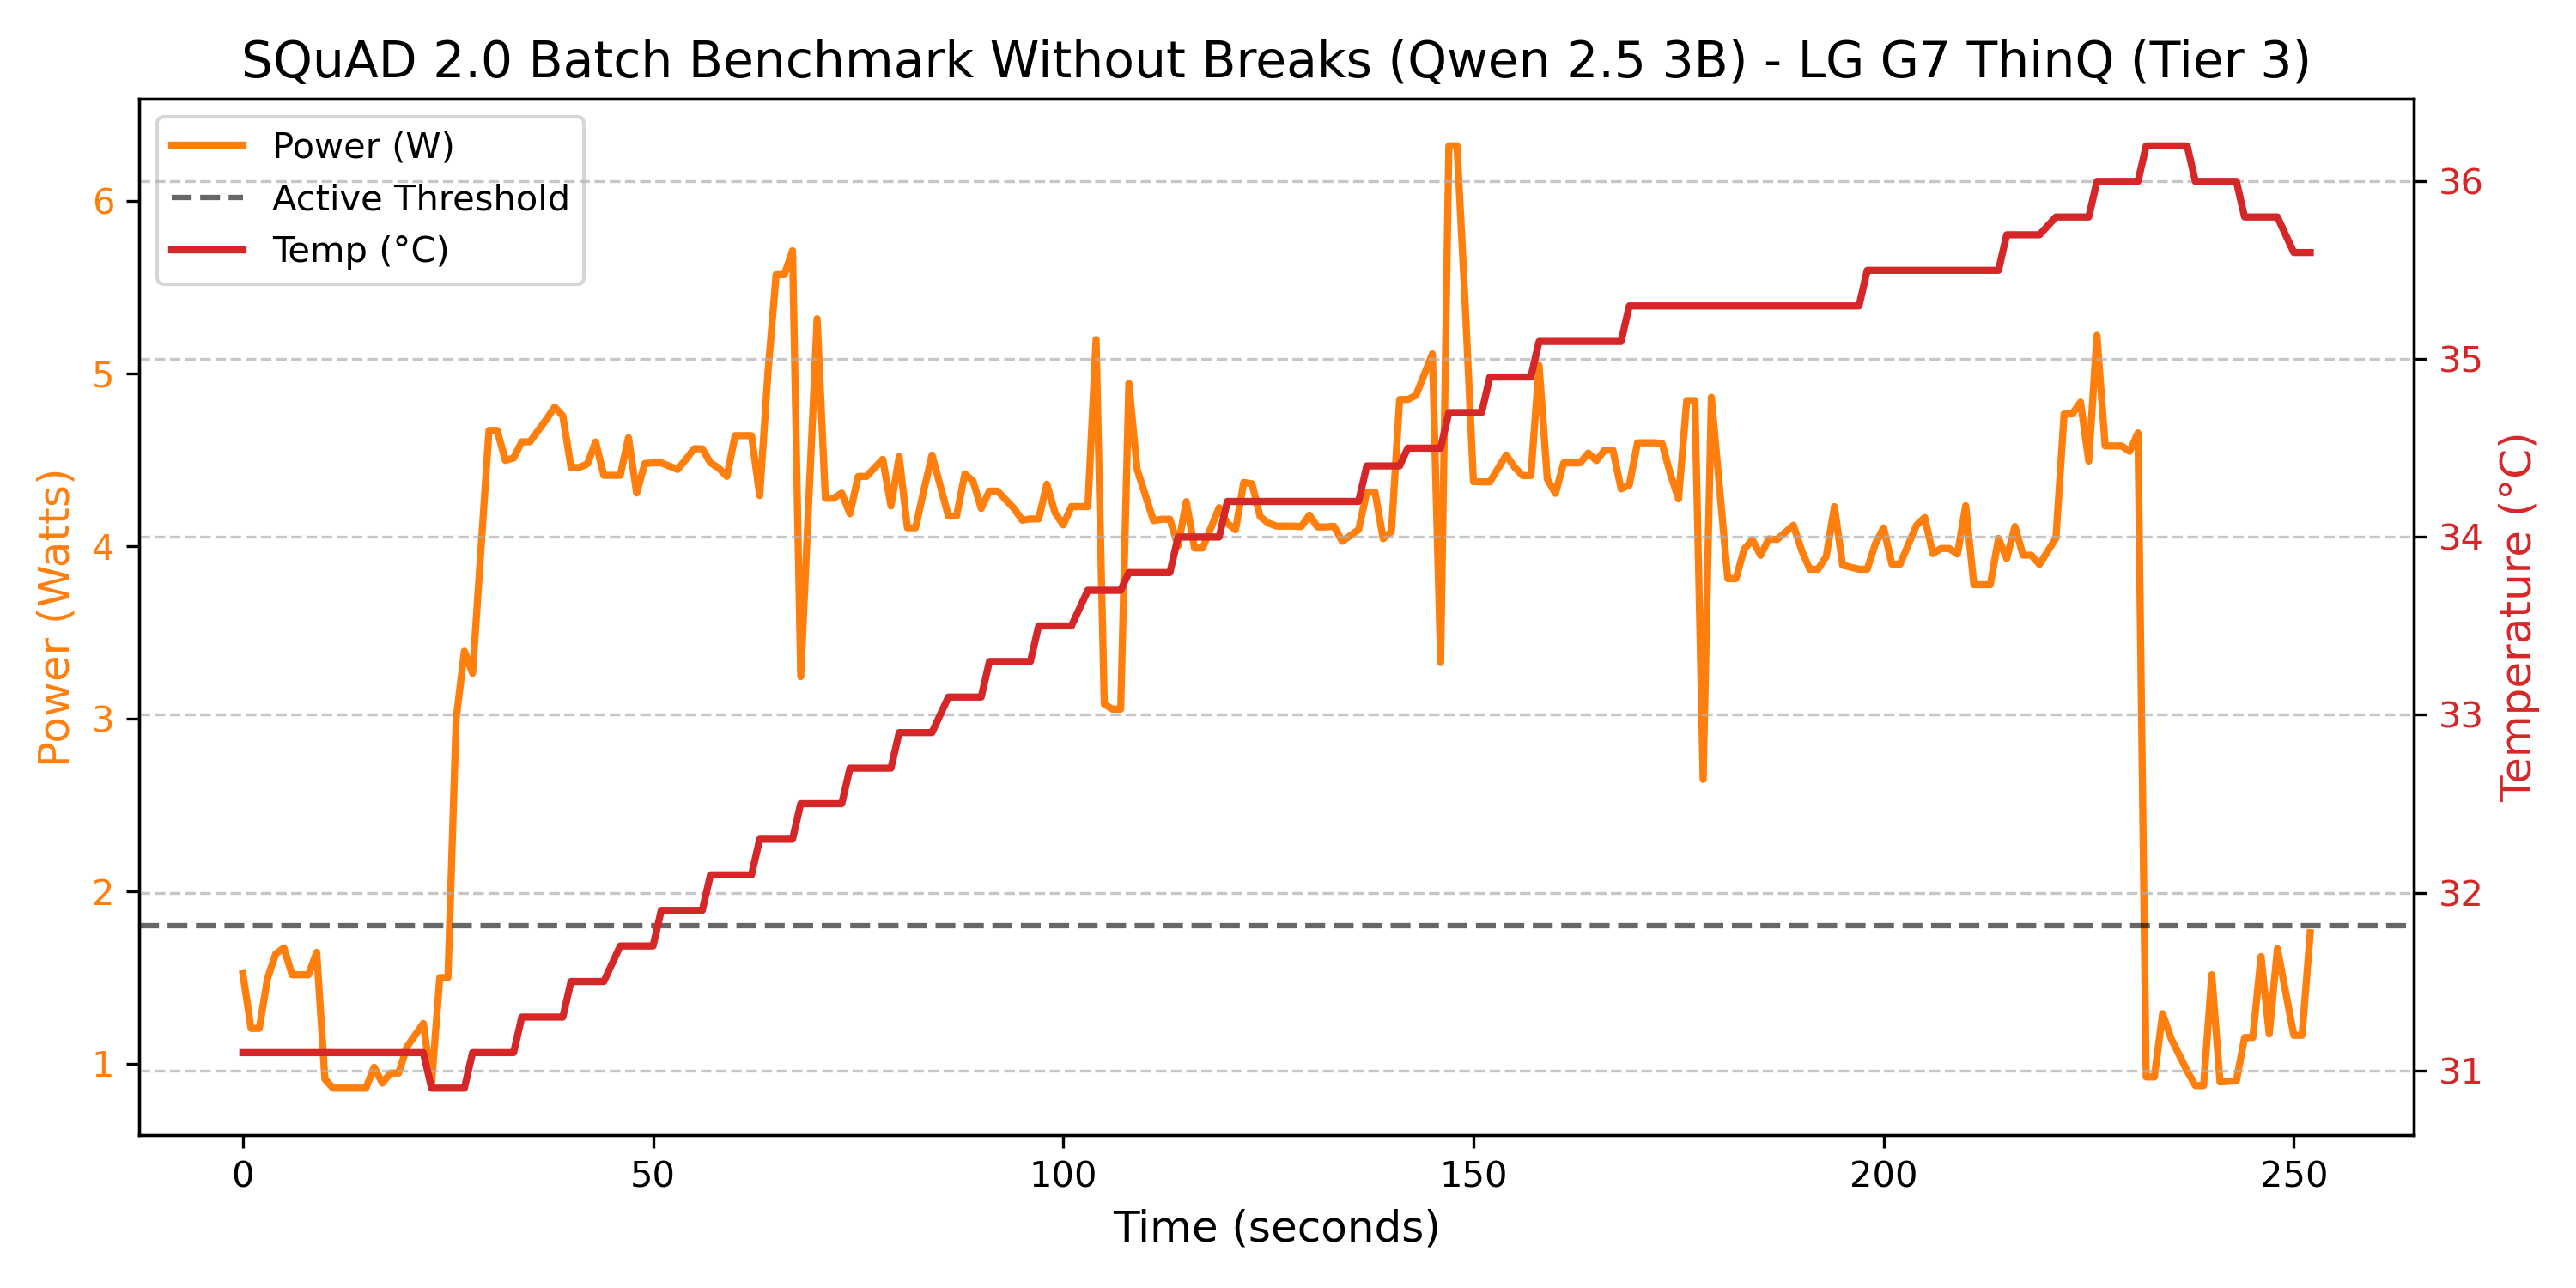 SQuAD 2.0 Batch Benchmark Without Breaks (Qwen 2.5 3B) - LG G7 ThinQ (Tier 3)
Power (W)
Active Threshold
Temp (°C)
Power (Watts)
6
5
4
3
2
1
36
35
34
33
32
31
Temperature (°C)
0
50
100
150
200
250
Time (seconds)